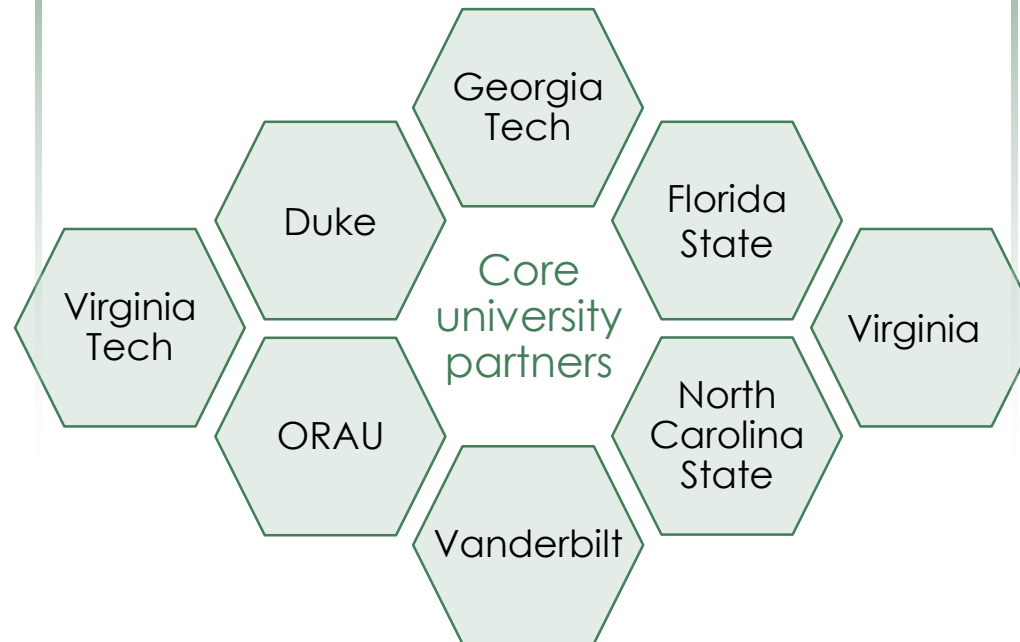 Georgia
Tech
Duke
Florida
State
Core
university
partners
Virginia
Tech
Virginia
ORAU
North
Carolina
State
Vanderbilt